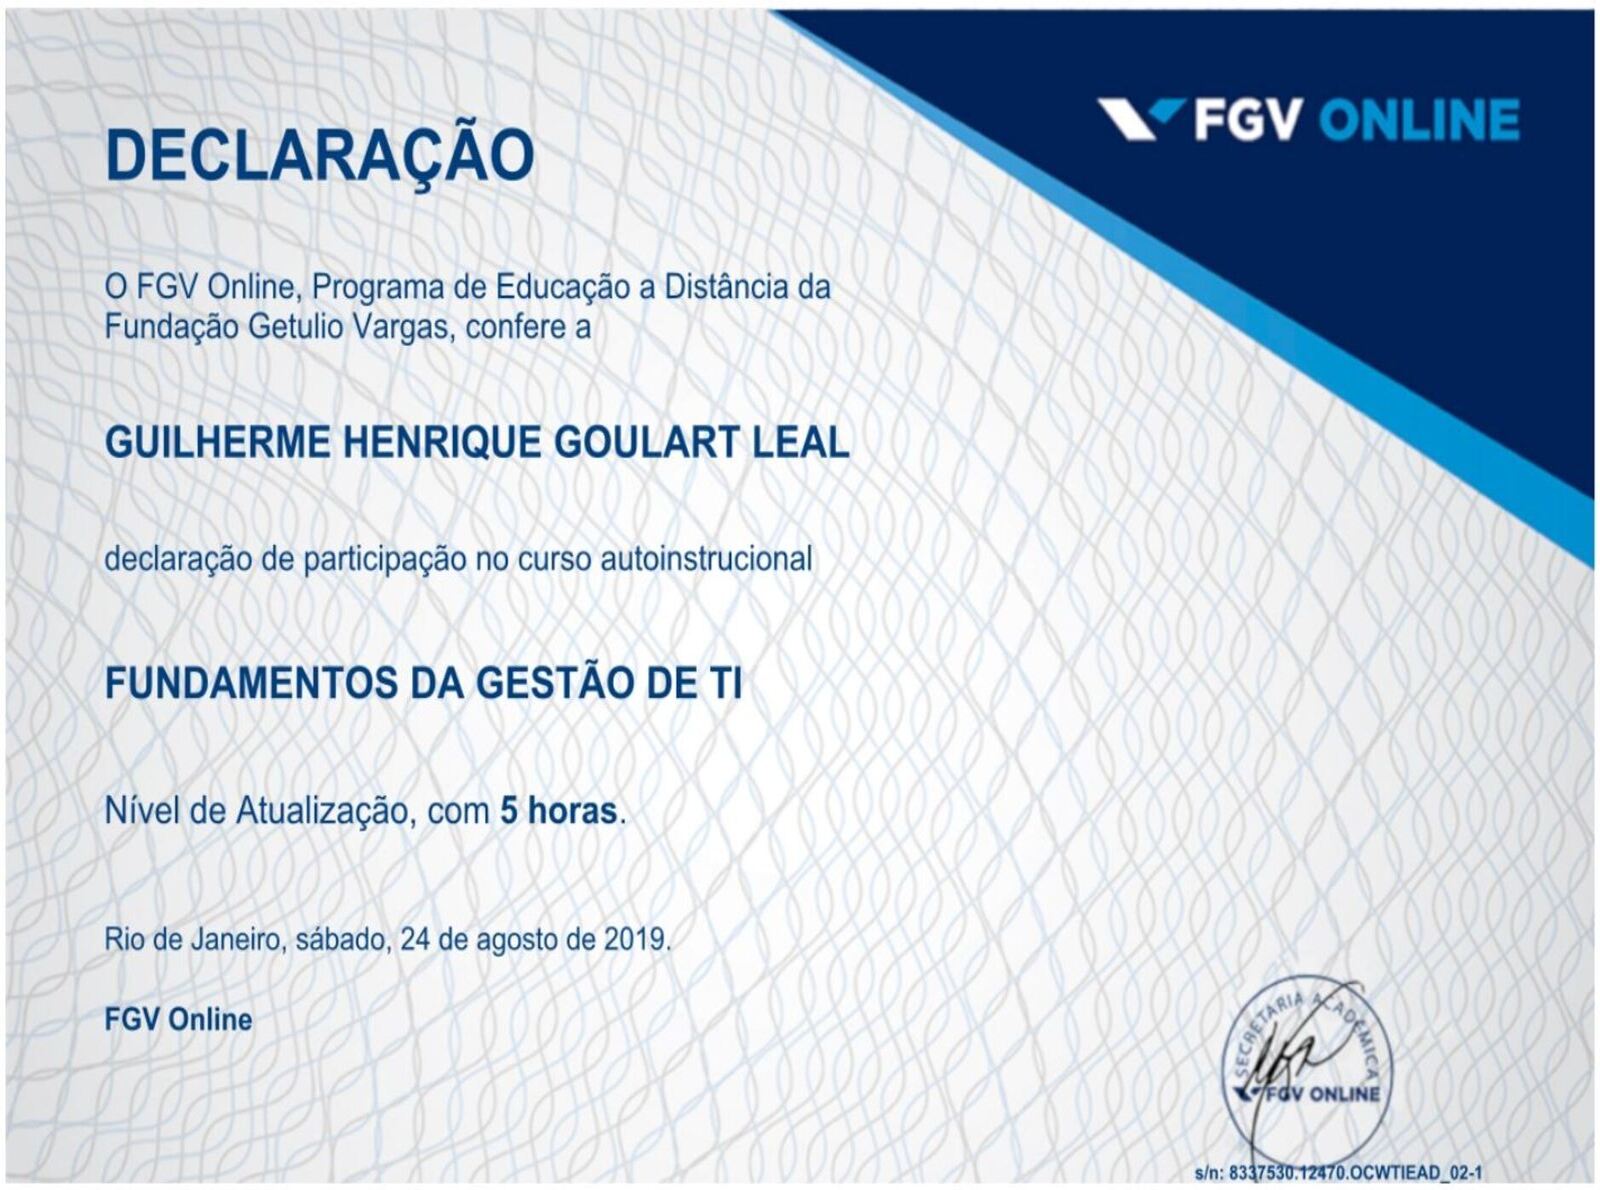 FGV ONLINE
DECLARAÇÃO
O FGV Online, Programa de Educação a Distância da
Fundação Getulio Vargas, confere a
GUILHERME HENRIQUE GOULART LEAL
declaração de participação no curso autoinstrucional
FUNDAMENTOS DA GESTÃO DE TI
Nível de Atualização, com 5 horas.
Rio de Janeiro, sábado, 24 de agosto de 2019.
FGV Online
SECRETARIA ACADÊMICA
FGV ONLINE
s/n: 8337530.12470.OCWTIEAD_02-1